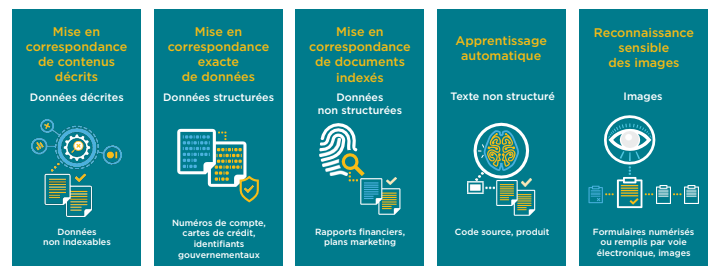 Mise en
correspondance
de contenus
décrits
Données décrites
Données
non indexables
Mise en
correspondance
exacte
de données
Données structurées
Numéros de compte,
cartes de crédit,
identifiants
gouvernementaux
Mise en
correspondance
de documents
indexés
Données
non structurées
Rapports financiers,
plans marketing
Apprentissage
automatique
Texte non structuré
Code source, produit
Reconnaissance
sensible
des images
Images
Formulaires numérisés
ou remplis par voie
électronique, images